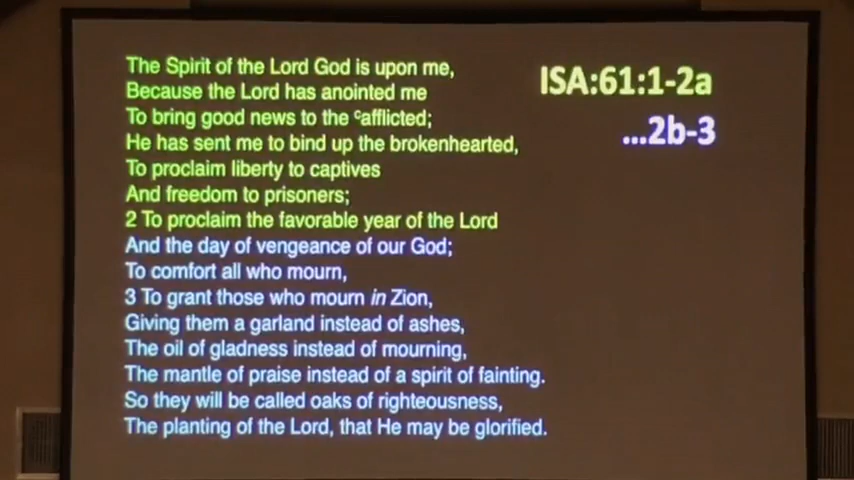 The Spirit of the Lord God is upon me,
Because the Lord has anointed me
To bring good news to the cafflicted;
He has sent me to bind up the brokenhearted,
To proclaim liberty to captives
And freedom to prisoners;
2 To proclaim the favorable year of the Lord
And the day of vengeance of our God;
To comfort all who mourn,
3 To grant those who mourn in Zion,
Giving them a garland instead of ashes,
The oil of gladness instead of mourning,
The mantle of praise instead of a spirit of fainting.
So they will be called oaks of righteousness,
The planting of the Lord, that He may be glorified.
ISA:61:1-2a
...2b-3